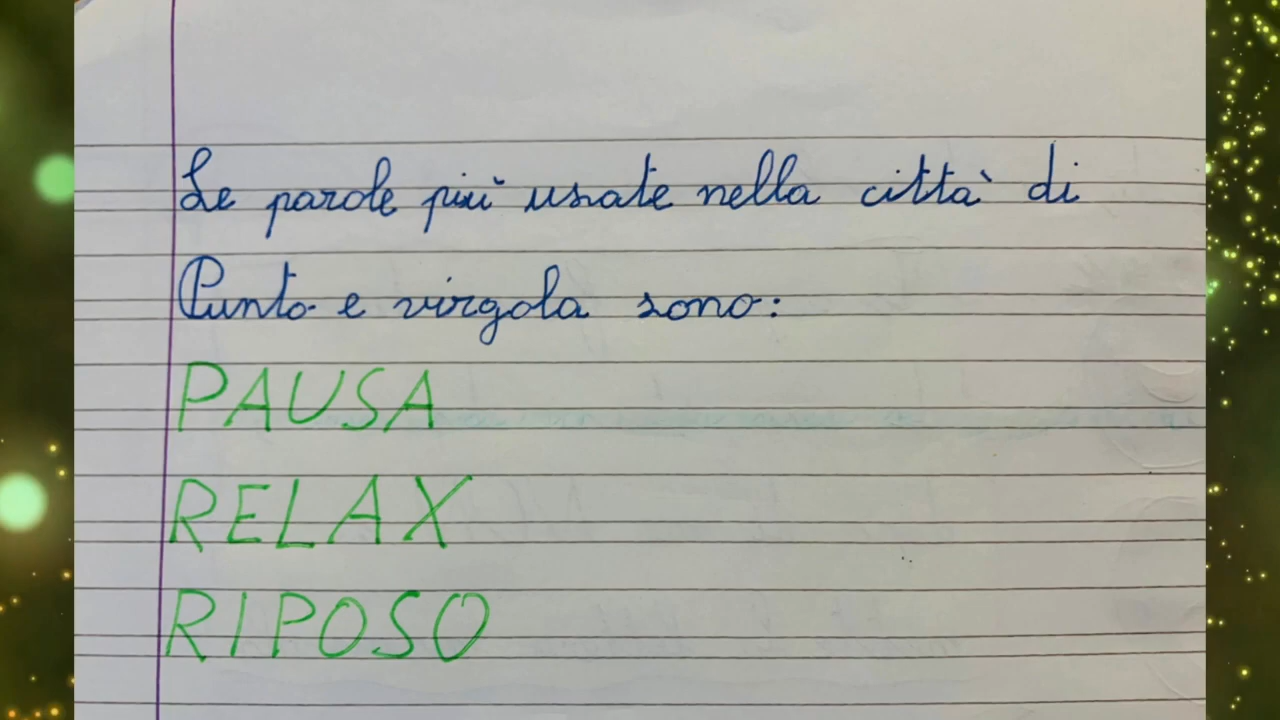 Le parole più usate nella città di
Punto e virgola sono:
PAUSA
RELAX
RIPOSO